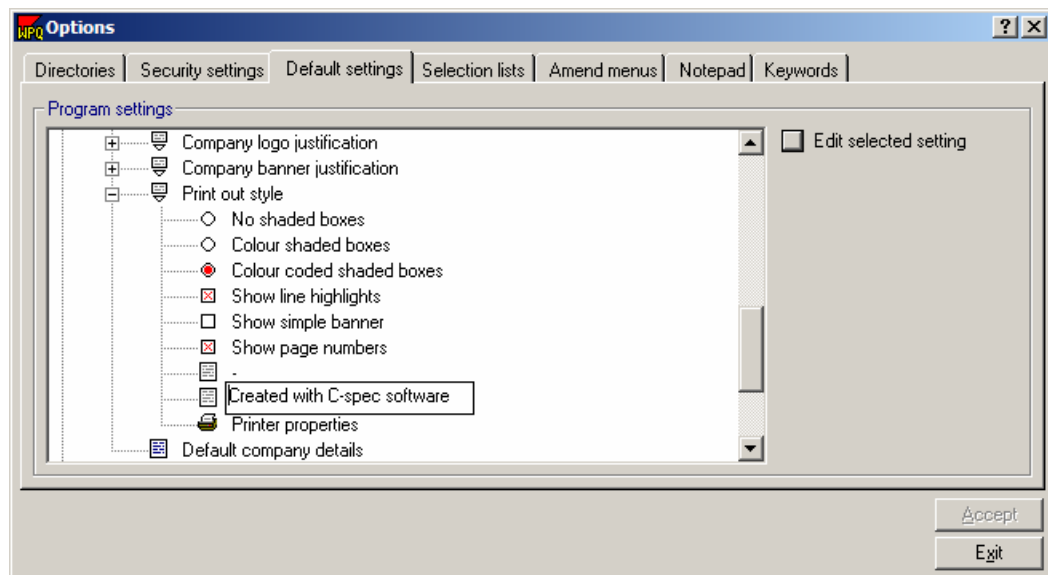 WPQ Options
Directories Security settings Default settings Selection lists Amend menus Notepad Keywords
Program settings
Company logo justification
Edit selected setting
Company banner justification
Print out style
No shaded boxes
Colour shaded boxes
Colour coded shaded boxes
Show line highlights
Show simple banner
Show page numbers
-
Created with C-spec software
Printer properties
Default company details
Accept
Exit